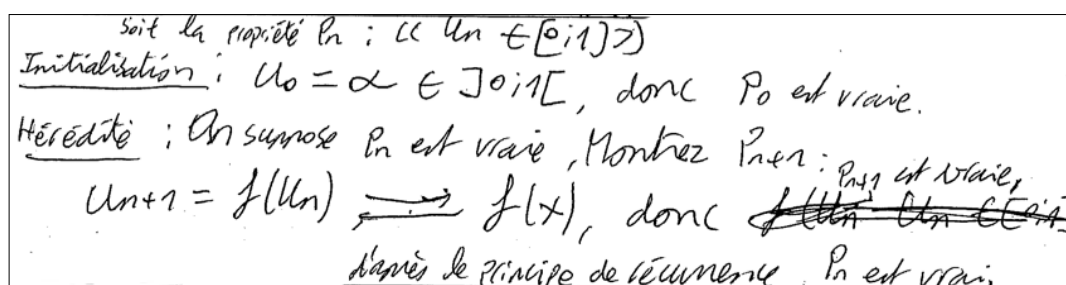 soit la propriété Pn : << Un ∈ [0;1] >>
Initialisation : U0 = α ∈ ]0;1[, donc P0 est vraie.
Hérédité : On suppose Pn est vraie, Montrez Pn+1 :
Un+1 = f(Un) ⇌ f(x), donc Pn+1 est vraie,
d'après le principe de récurrence, Pn est vrai.